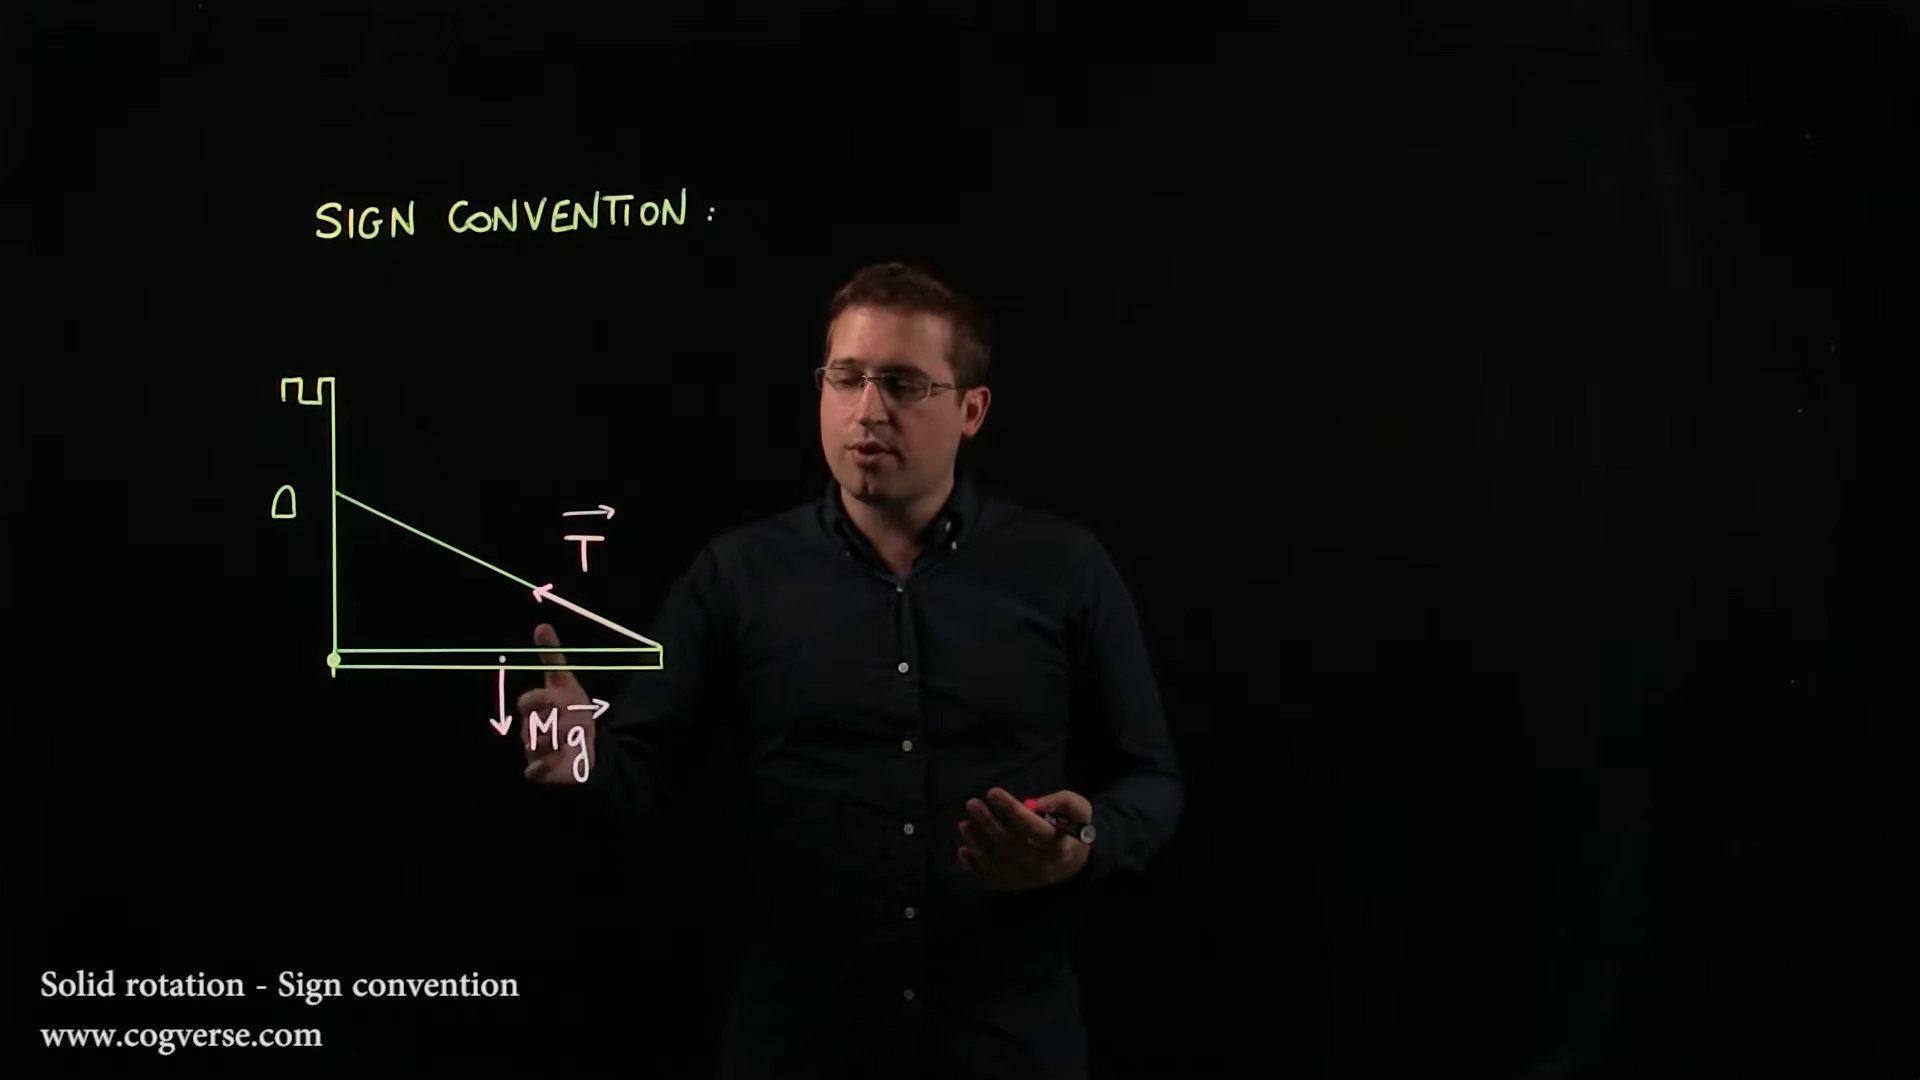 SIGN CONVENTION :
T
Mg
Solid rotation - Sign convention
www.cogverse.com